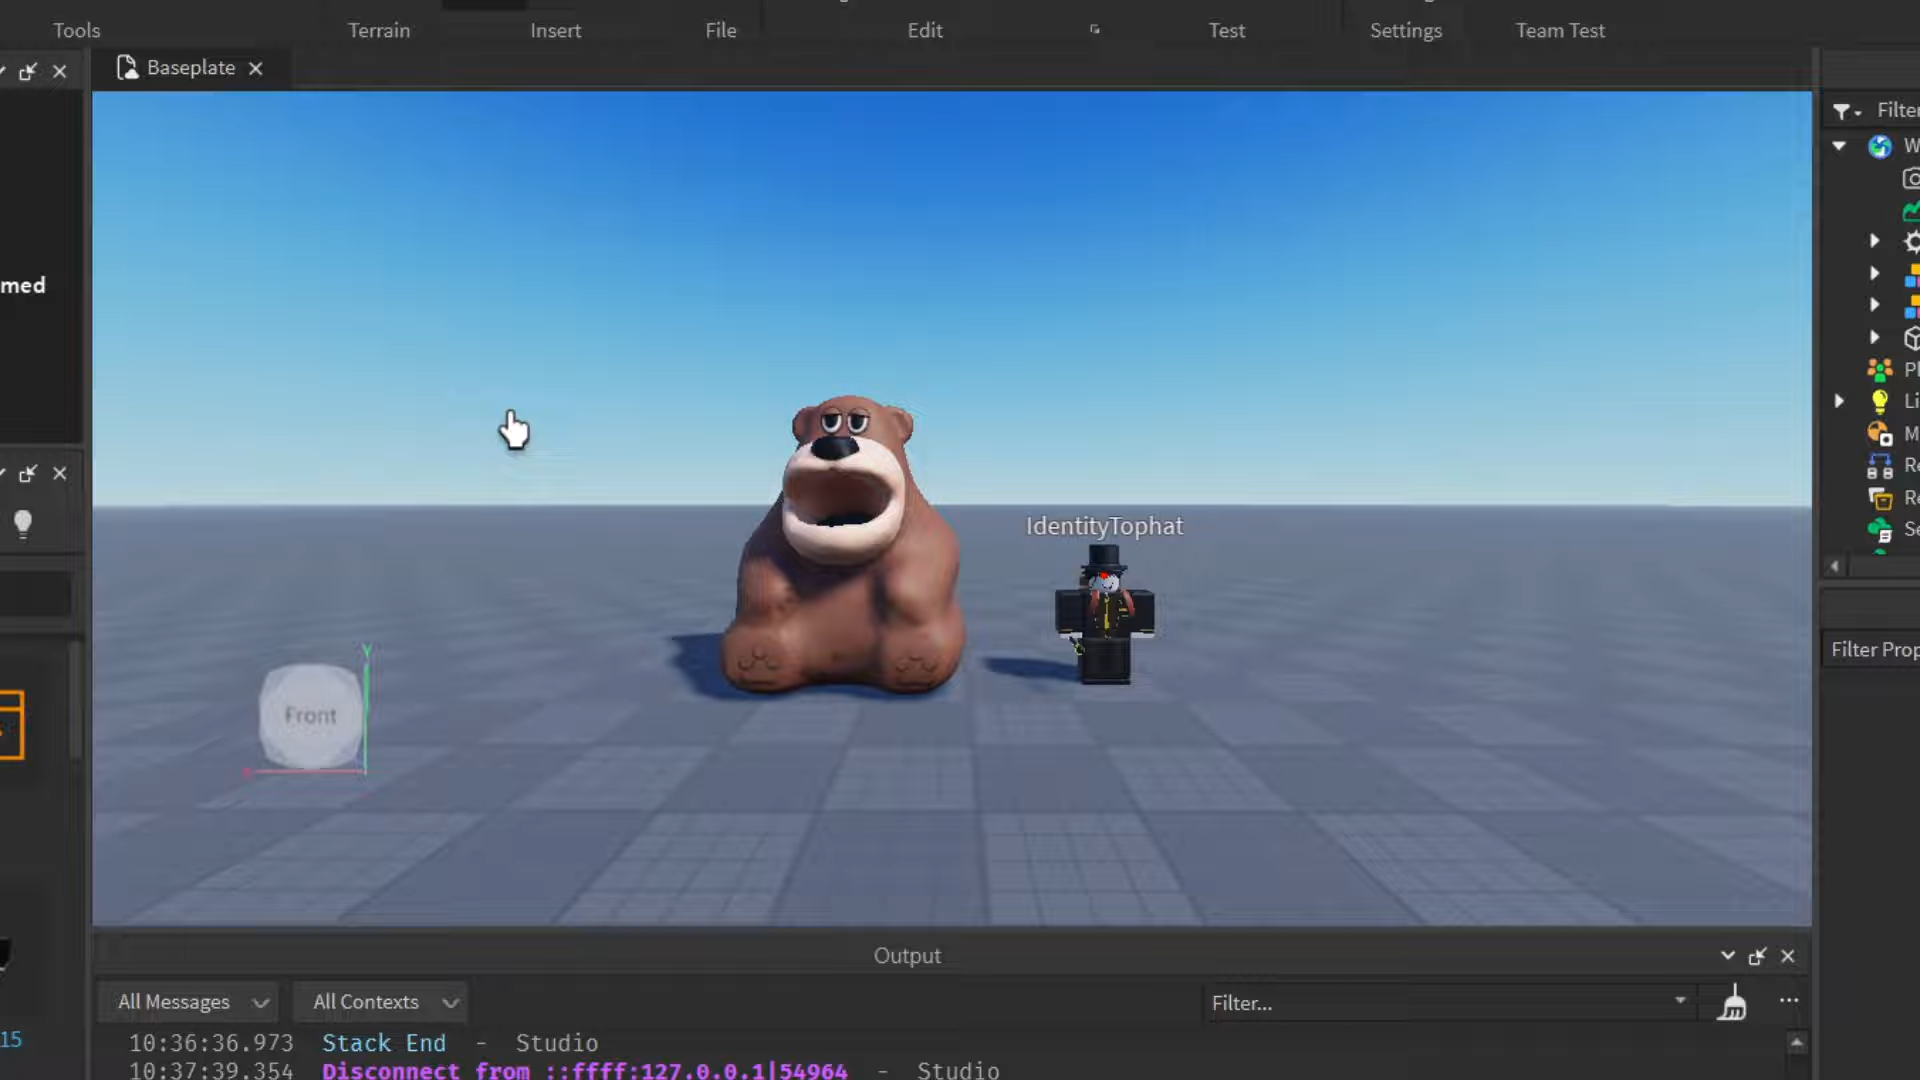 Tools Terrain Insert File Edit Test Settings Team Test
Baseplate
Filter
med
IdentityTophat
Front
Filter Prop
Output
All Messages All Contexts Filter...
15
10:36:36.973 Stack End - Studio
10:37:39.354 Disconnect from ::ffff:127.0.0.1|54964 - Studio